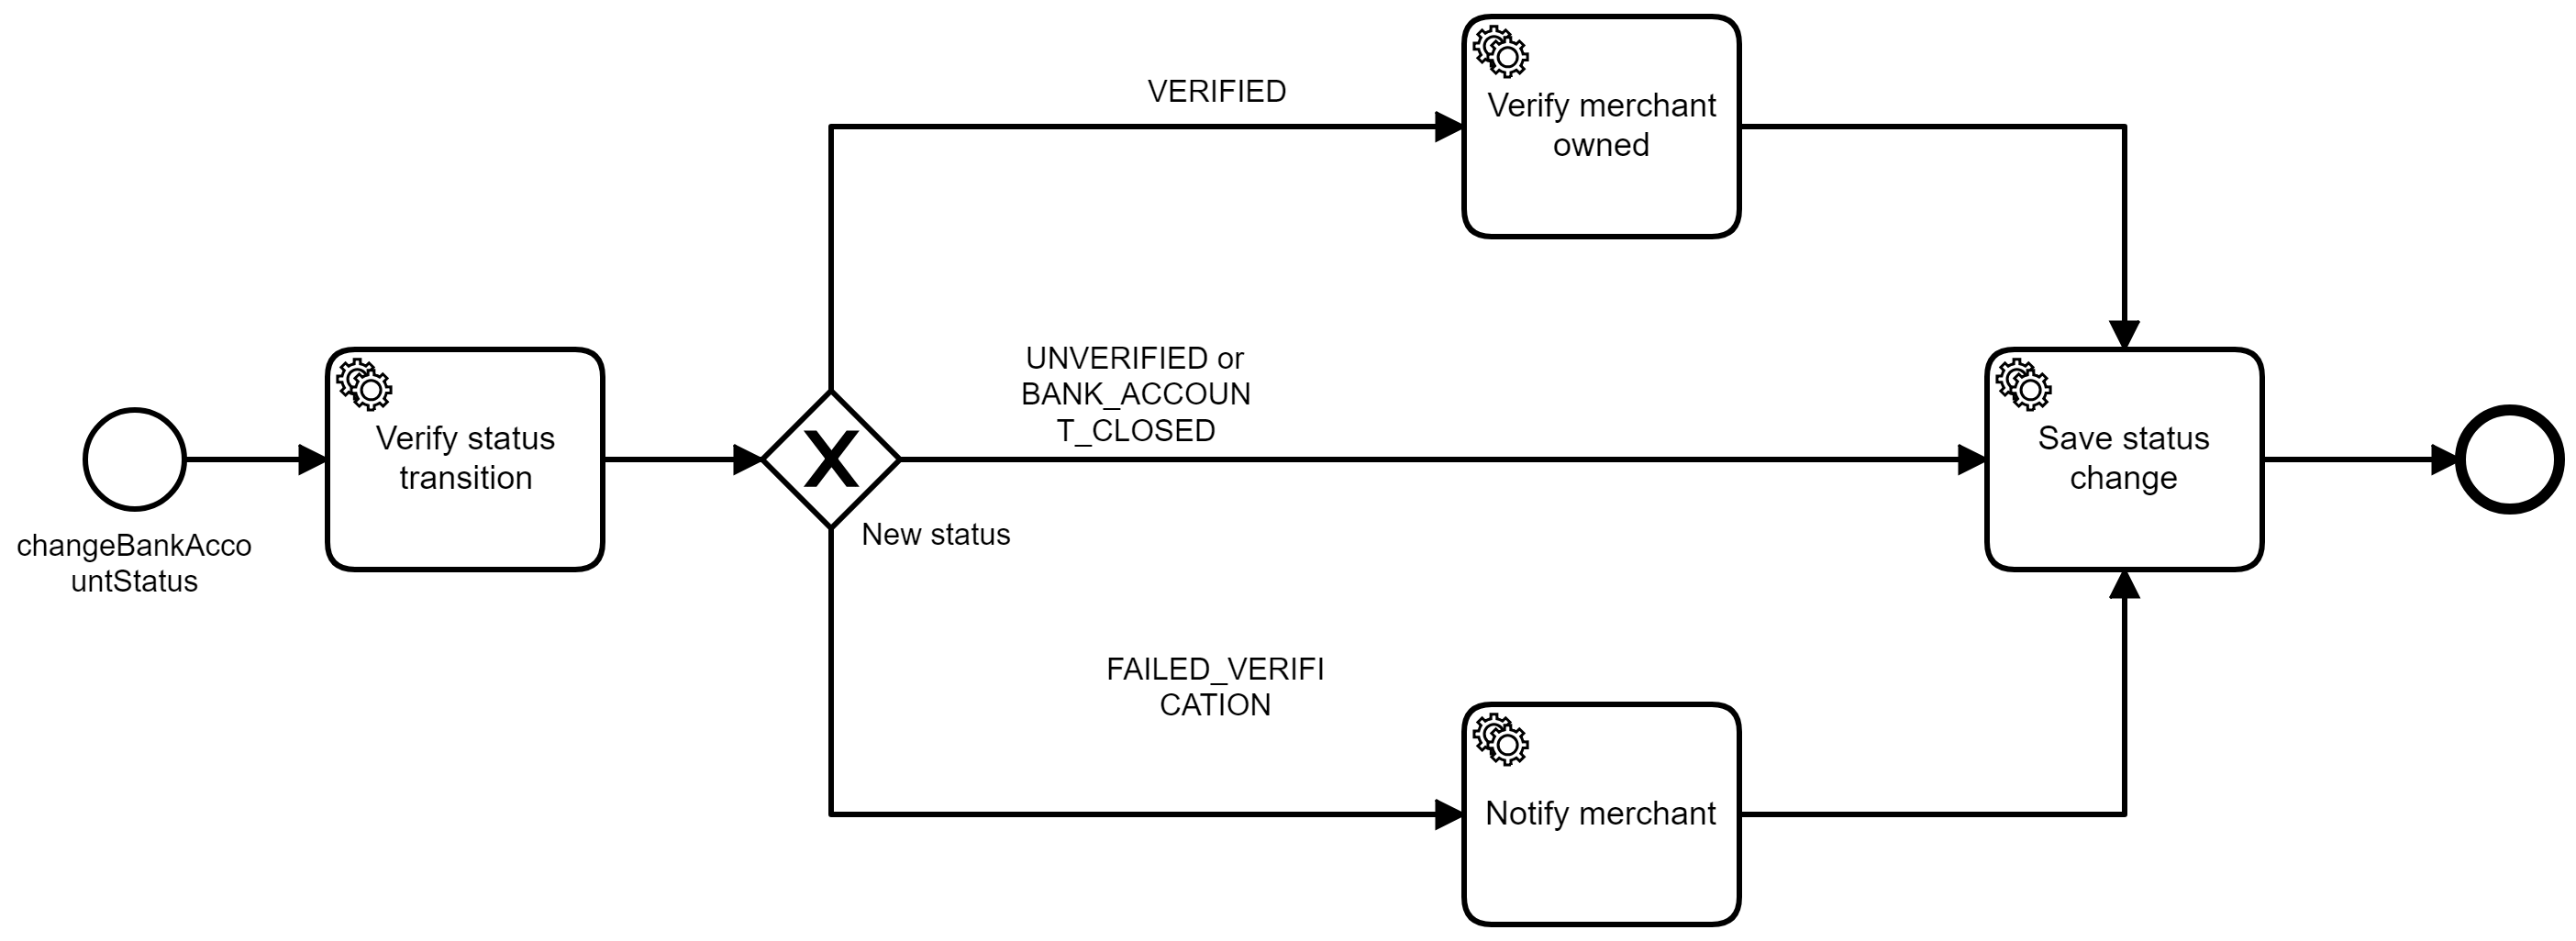 VERIFIED
Verify merchant
owned
UNVERIFIED or
BANK_ACCOUN
T_CLOSED
Verify status
transition
Save status
change
New status
changeBankAcco
untStatus
FAILED_VERIFI
CATION
Notify merchant